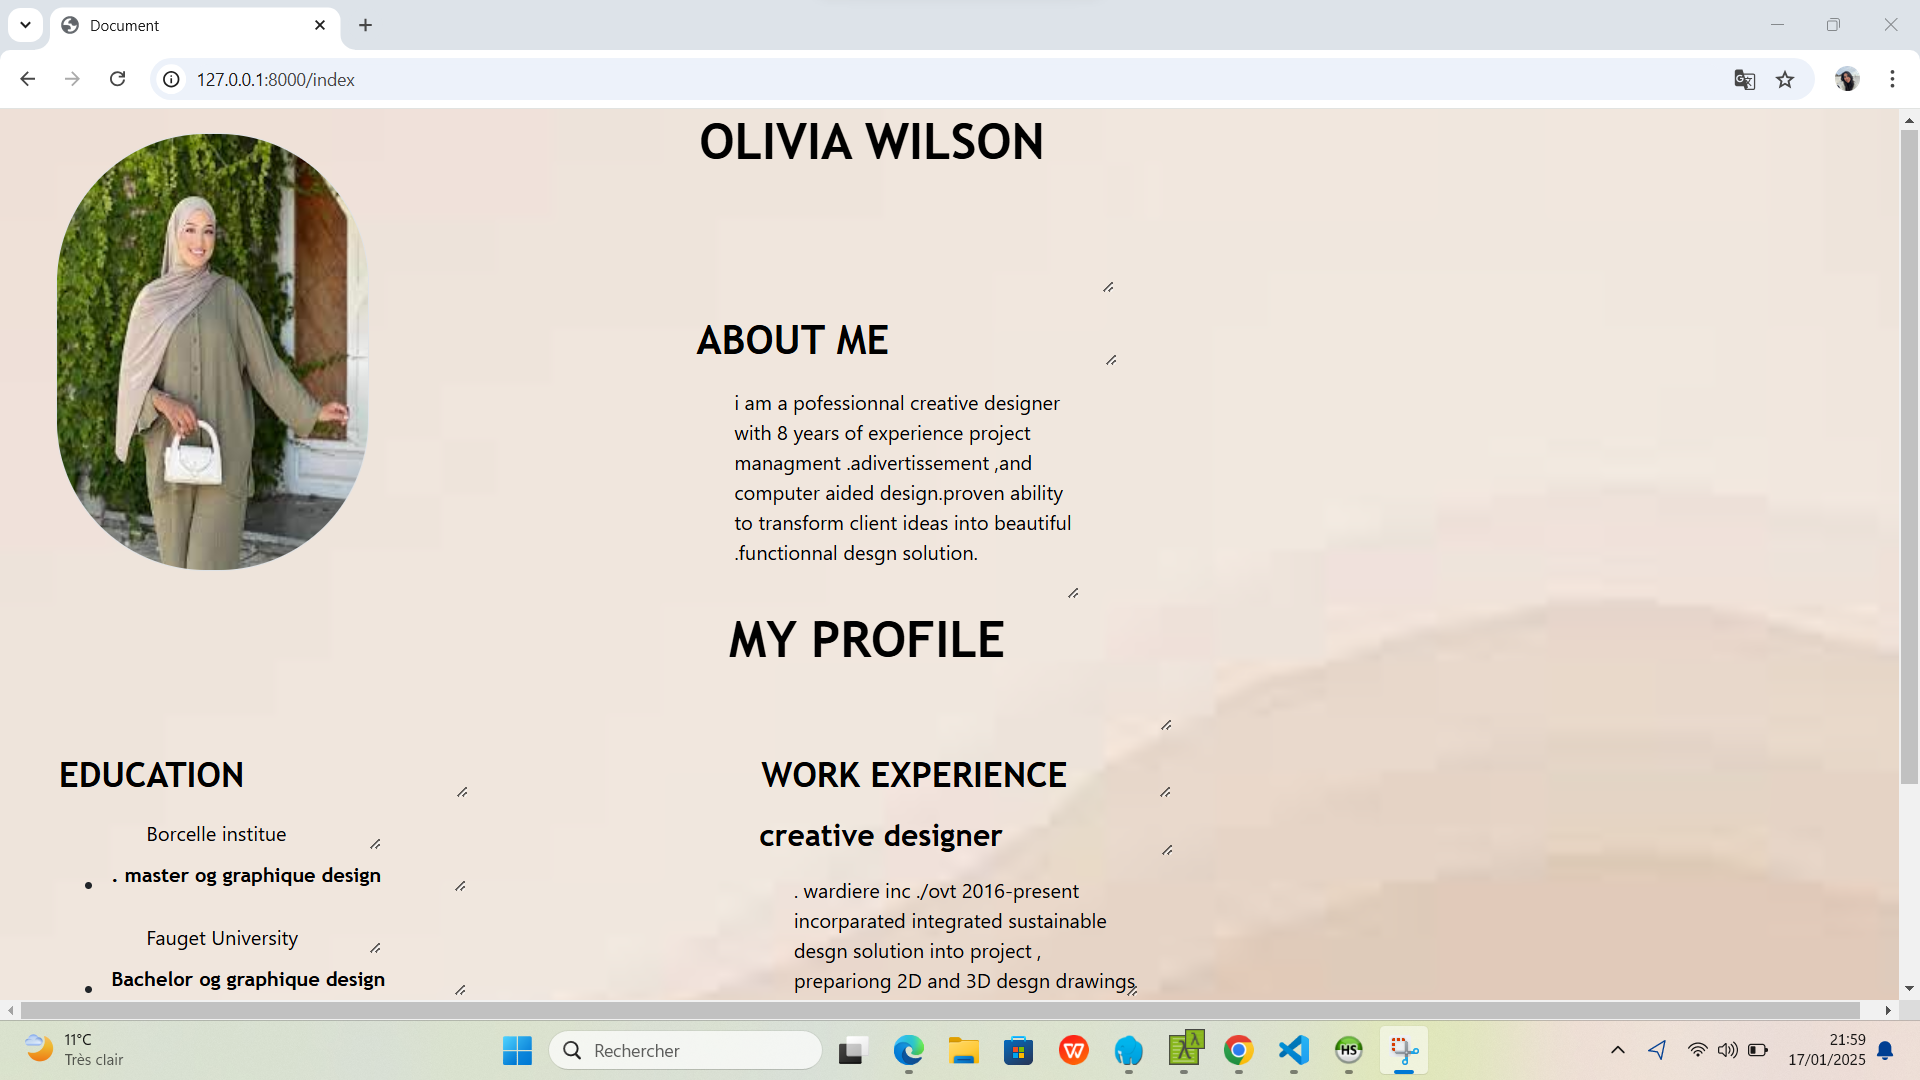 Document
127.0.0.1:8000/index
OLIVIA WILSON
ABOUT ME
i am a pofessionnal creative designer
with 8 years of experience project
managment .adivertissement ,and
computer aided design.proven ability
to transform client ideas into beautiful
.functionnal desgn solution.
MY PROFILE
EDUCATION
Borcelle institue
. master og graphique design
Fauget University
Bachelor og graphique design
WORK EXPERIENCE
creative designer
. wardiere inc ./ovt 2016-present
incorparated integrated sustainable
desgn solution into project ,
prepariong 2D and 3D desgn drawings
11°C
Très clair
Rechercher
HS
21:59
17/01/2025